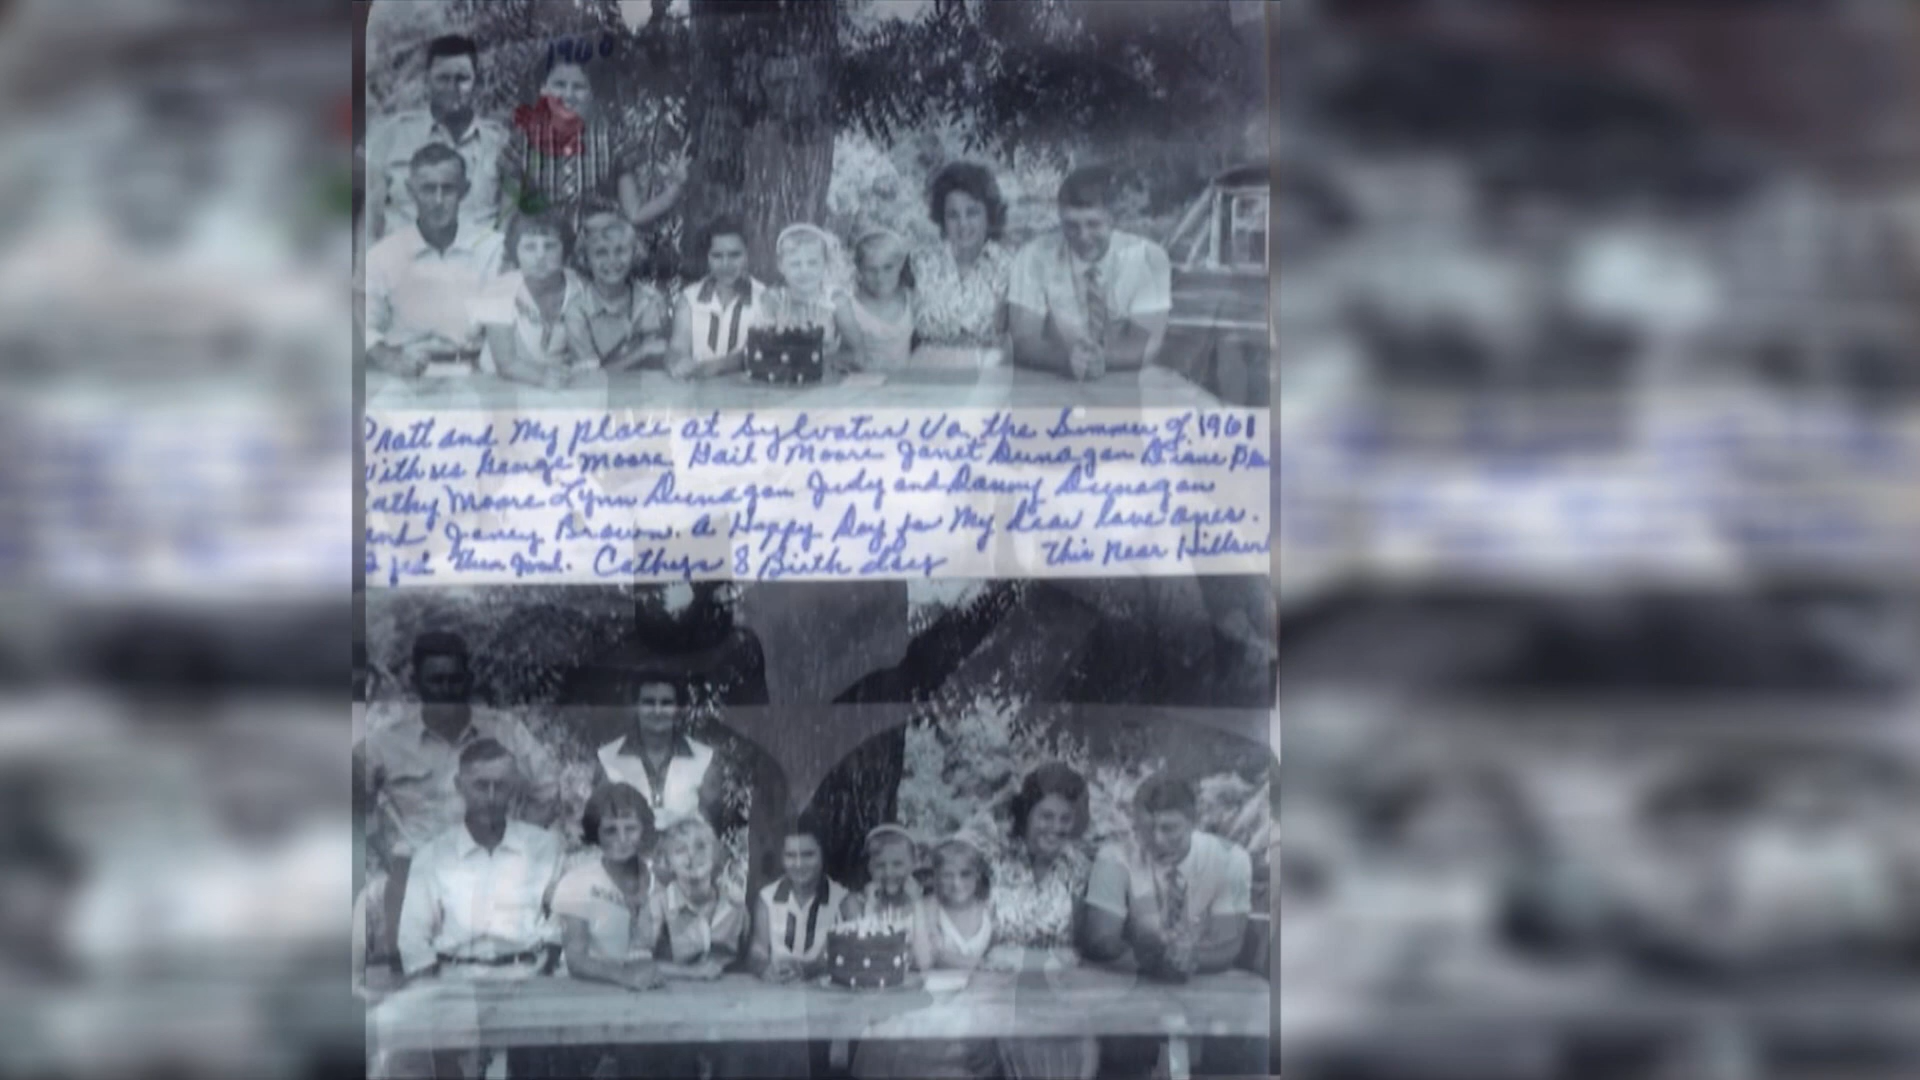 1960
Pratt and My place at Sylvatus Va. the Summer of 1961
with us George Moore. Gail Moore Janet Dunagan Diane
Cathy Moore Lynn Dunagan Judy and Danny Dunagan
and Janey Brown. a Happy Day for My dear love ones.
Cathys 8 Birth day This Near